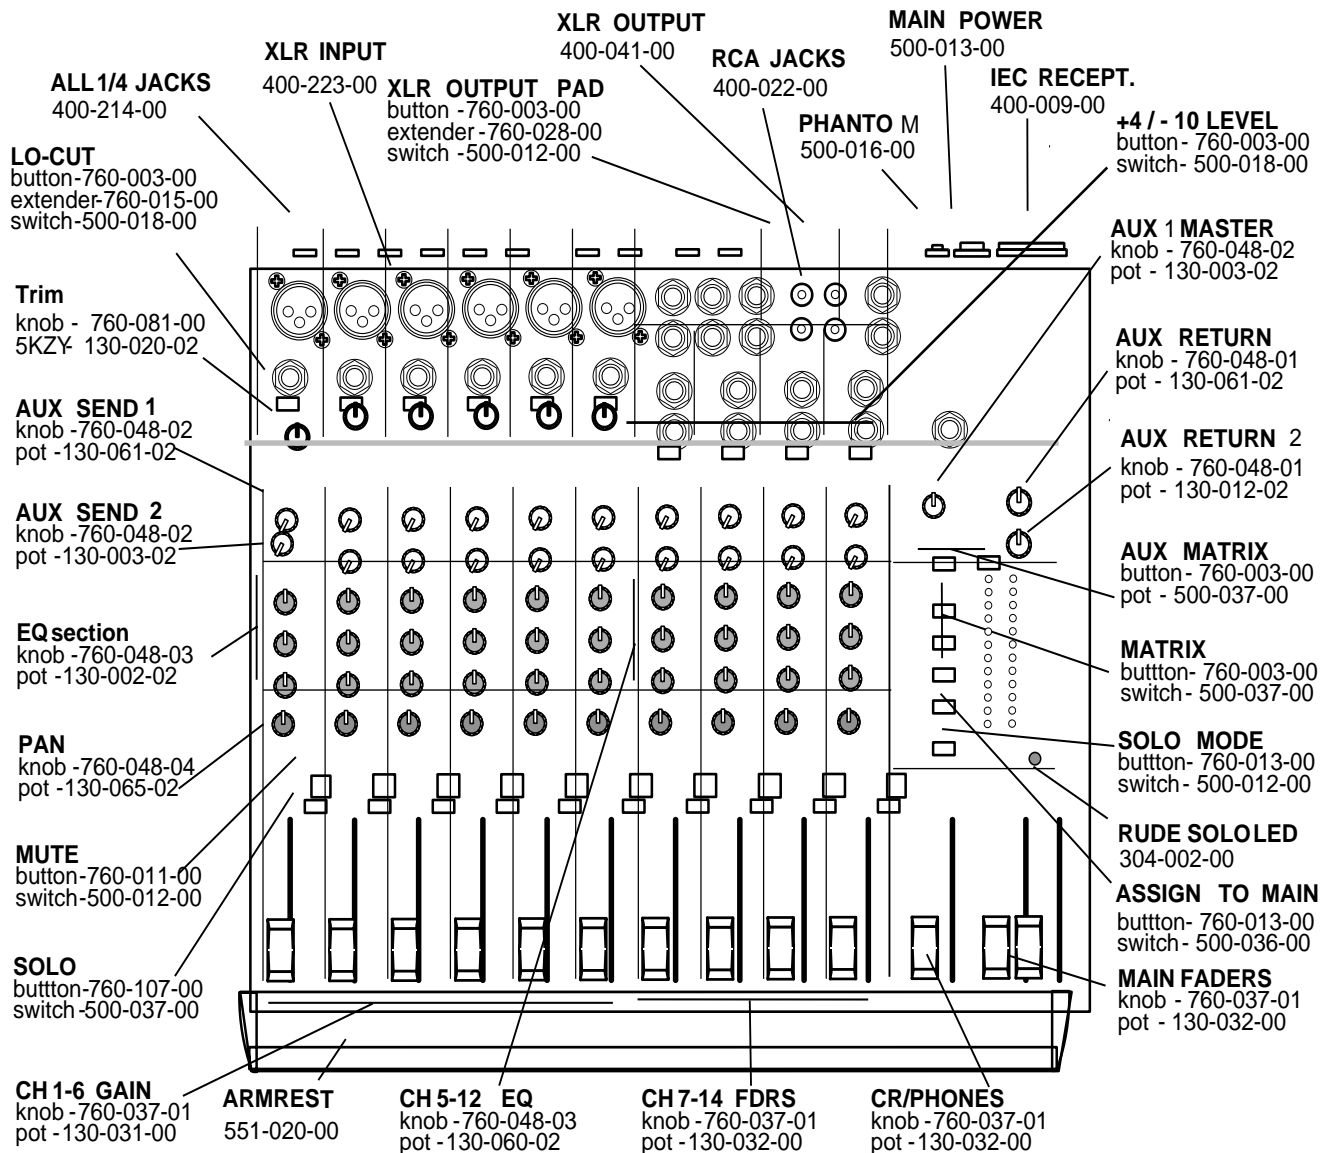 XLR OUTPUT
400-041-00
MAIN POWER
500-013-00
XLR INPUT
400-223-00
RCA JACKS
400-022-00
IEC RECEPT.
400-009-00
ALL 1/4 JACKS
400-214-00
XLR OUTPUT PAD
button -760-003-00
extender -760-028-00
switch -500-012-00
PHANTO M
500-016-00
+4 / - 10 LEVEL
button - 760-003-00
switch - 500-018-00
LO-CUT
button-760-003-00
extender-760-015-00
switch-500-018-00
AUX 1 MASTER
knob - 760-048-02
pot - 130-003-02
Trim
knob - 760-081-00
5KZY- 130-020-02
AUX RETURN
knob - 760-048-01
pot - 130-061-02
AUX SEND 1
knob -760-048-02
pot -130-061-02
AUX RETURN 2
knob - 760-048-01
pot - 130-012-02
AUX SEND 2
knob -760-048-02
pot -130-003-02
AUX MATRIX
button - 760-003-00
pot - 500-037-00
EQ section
knob -760-048-03
pot -130-002-02
MATRIX
buttton- 760-003-00
switch - 500-037-00
PAN
knob -760-048-04
pot -130-065-02
SOLO MODE
buttton- 760-013-00
switch - 500-012-00
MUTE
button-760-011-00
switch-500-012-00
RUDE SOLO LED
304-002-00
ASSIGN TO MAIN
buttton- 760-013-00
switch - 500-036-00
SOLO
buttton-760-107-00
switch -500-037-00
MAIN FADERS
knob - 760-037-01
pot - 130-032-00
CH 1-6 GAIN
knob -760-037-01
pot -130-031-00
ARMREST
551-020-00
CH 5-12 EQ
knob -760-048-03
pot -130-060-02
CH 7-14 FDRS
knob -760-037-01
pot -130-032-00
CR/PHONES
knob -760-037-01
pot -130-032-00